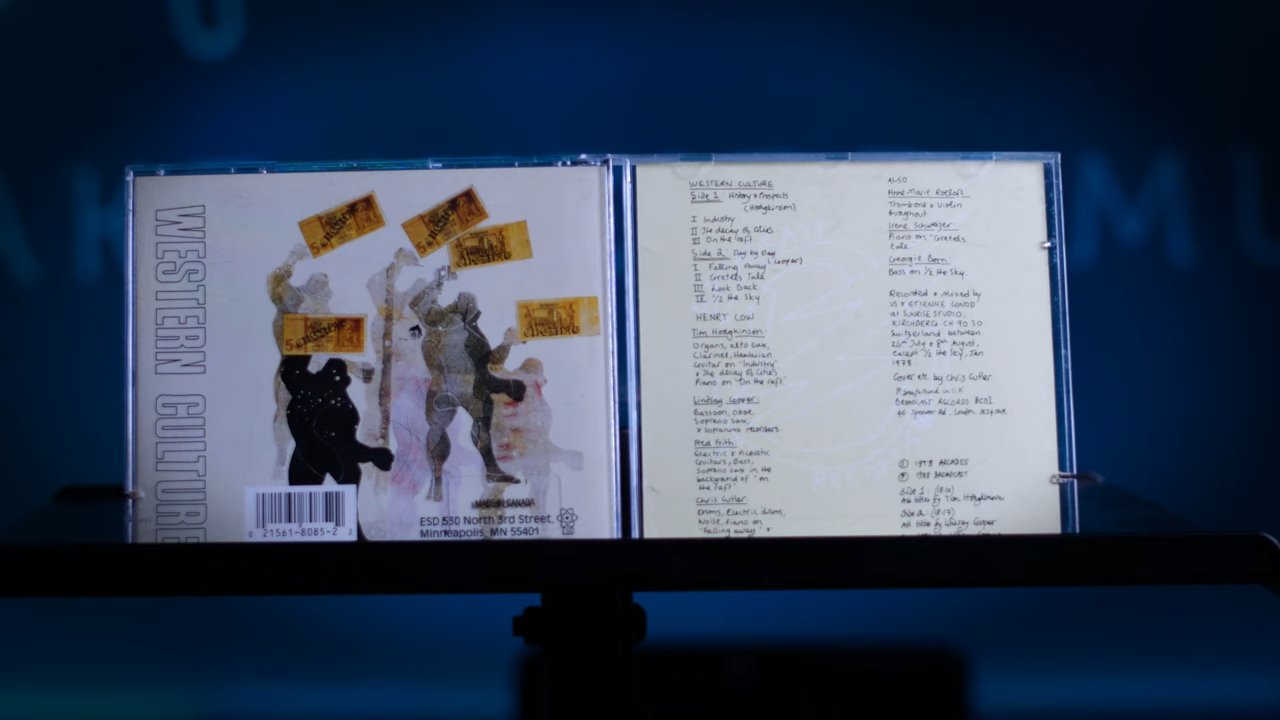 WESTERN CULTURE
MADE IN CANADA
ESD 530 North 3rd Street,
Minneapolis, MN 55401
0 21561-8085-2 2
WESTERN CULTURE
Side 1: History & Prospects
(Hodgkinson)
I Industry
II The decay of Cities
III On the raft.
Side 2 Day by Day
(Cooper)
I Falling Away
II Gretels Tale
III Look Back
IV 1/2 the Sky.
HENRY COW
Tim Hodgkinson:
Organs, alto sax,
Clarinet, Hawaiian
Guitar on "Industry"
& The decay of Cities
Piano on "On the raft"
Lindsay Cooper:
Bassoon, Oboe,
Soprano sax,
& sopranino recorders
Fred Frith:
Electric & Acoustic
Guitars, Bass,
Soprano sax in the
background of "on
the raft"
Chris Cutler:
Drums, Electric drums,
Noise, Piano on
"Falling away" &
ALSO
Anne-Marie Roelofs:
Trombone & Violin
throughout
Irene Schweizer:
Piano on "Gretels
tale"
Georgie Born:
Bass on 1/2 the Sky.
Recorded & Mixed by
US & ETIENNE CONOD
at SUNRISE STUDIO,
KIRCHBERG CH 90 30
Switzerland between
26th July & 8th August,
except 1/2 the sky, Jan
1978
Cover etc. by Chris Cutler
Manufactured in U.K
Broadcast RECORDS BC01
46 Spenser Rd, London SE24 0NR
© 1978 ARCADES
℗ 1988 BROADCAST
Side 1: (18:10)
All titles by Tim Hodgkinson
Side 2: (18:17)
All titles by Lindsay Cooper